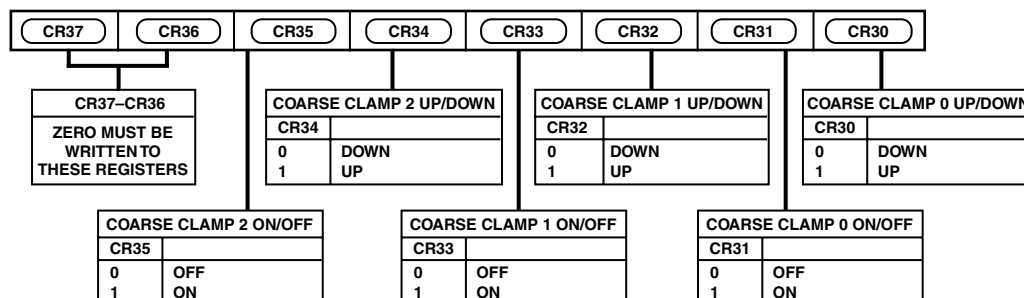 CR37 CR36 CR35 CR34 CR33 CR32 CR31 CR30
CR37–CR36
ZERO MUST BE
WRITTEN TO
THESE REGISTERS
COARSE CLAMP 2 UP/DOWN
CR34
0 DOWN
1 UP
COARSE CLAMP 1 UP/DOWN
CR32
0 DOWN
1 UP
COARSE CLAMP 0 UP/DOWN
CR30
0 DOWN
1 UP
COARSE CLAMP 2 ON/OFF
CR35
0 OFF
1 ON
COARSE CLAMP 1 ON/OFF
CR33
0 OFF
1 ON
COARSE CLAMP 0 ON/OFF
CR31
0 OFF
1 ON